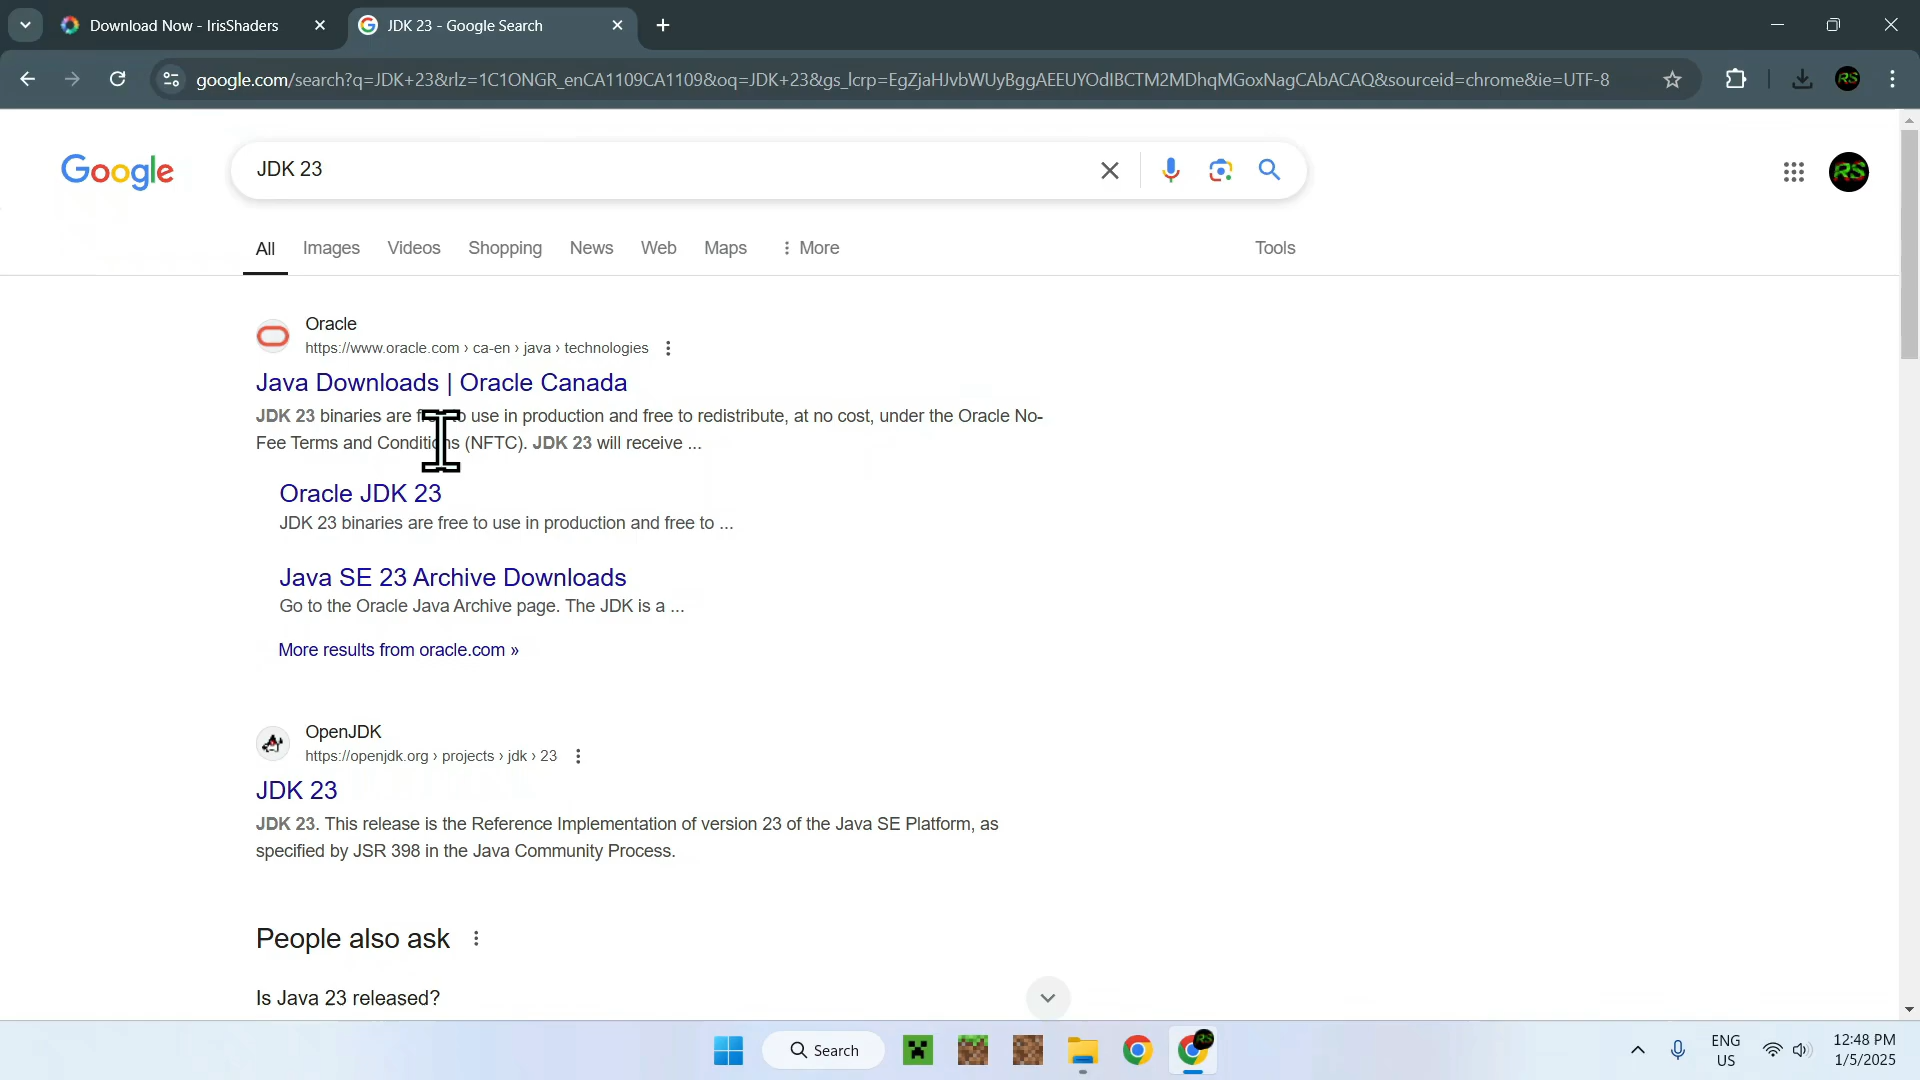 Download Now - IrisShaders
JDK 23 - Google Search
google.com/search?q=JDK+23&rlz=1C1ONGR_enCA1109CA1109&oq=JDK+23&gs_lcrp=EgZjaHJvbWUyBggAEEUYOdIBCTM2MDhqMGoxNagCAbACAQ&sourceid=chrome&ie=UTF-8
RS
Google
JDK 23
RS
All Images Videos Shopping News Web Maps More Tools
Oracle
https://www.oracle.com › ca-en › java › technologies
Java Downloads | Oracle Canada
JDK 23 binaries are use in production and free to redistribute, at no cost, under the Oracle No-
Fee Terms and Conditions (NFTC). JDK 23 will receive ...
Oracle JDK 23
JDK 23 binaries are free to use in production and free to ...
Java SE 23 Archive Downloads
Go to the Oracle Java Archive page. The JDK is a ...
More results from oracle.com »
OpenJDK
https://openjdk.org › projects › jdk › 23
JDK 23
JDK 23. This release is the Reference Implementation of version 23 of the Java SE Platform, as
specified by JSR 398 in the Java Community Process.
People also ask
Is Java 23 released?
Search
RS
ENG
US
12:48 PM
1/5/2025